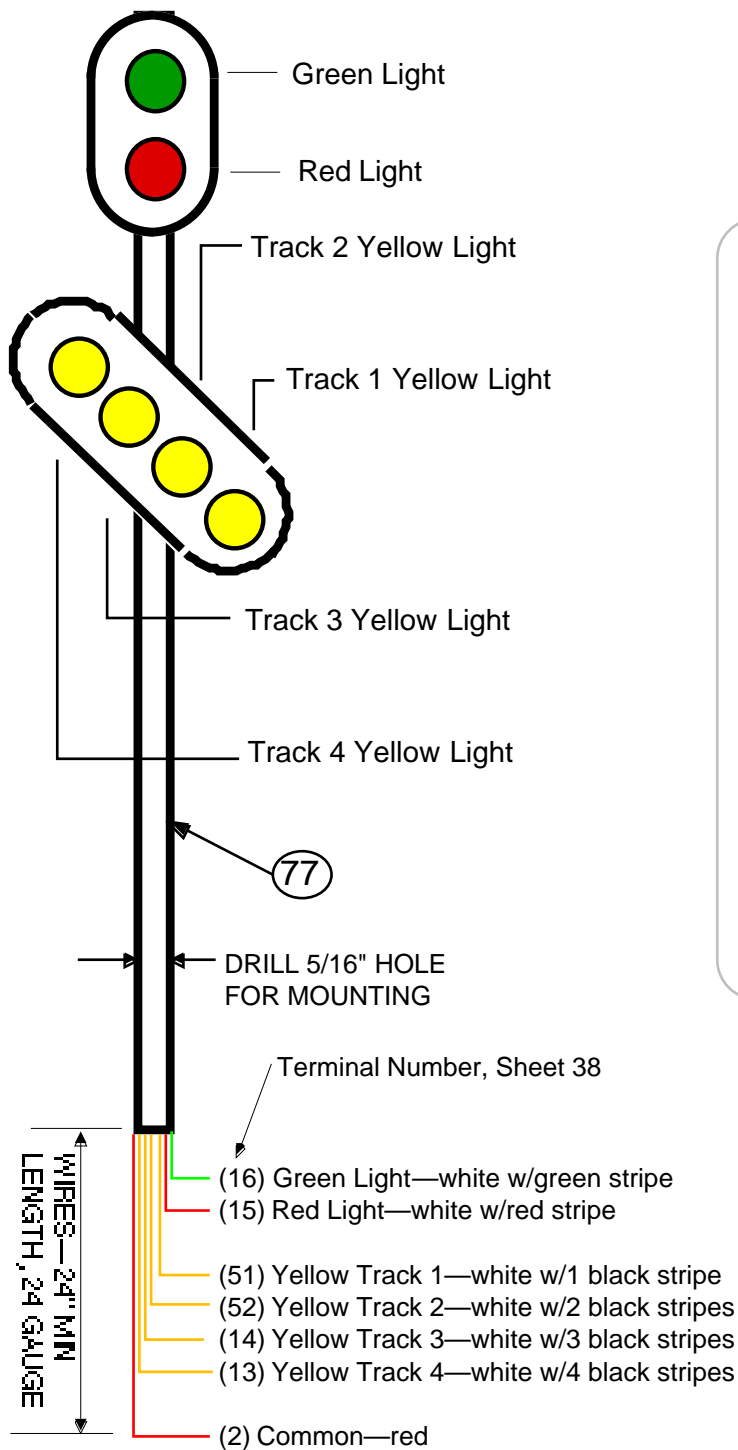 Green Light
Red Light
Track 2 Yellow Light
Track 1 Yellow Light
Track 3 Yellow Light
Track 4 Yellow Light
77
DRILL 5/16" HOLE
FOR MOUNTING
Terminal Number, Sheet 38
(16) Green Light—white w/green stripe
(15) Red Light—white w/red stripe
(51) Yellow Track 1—white w/1 black stripe
(52) Yellow Track 2—white w/2 black stripes
(14) Yellow Track 3—white w/3 black stripes
(13) Yellow Track 4—white w/4 black stripes
(2) Common—red
WIRES—24" MIN
LENGTH, 24 GAUGE